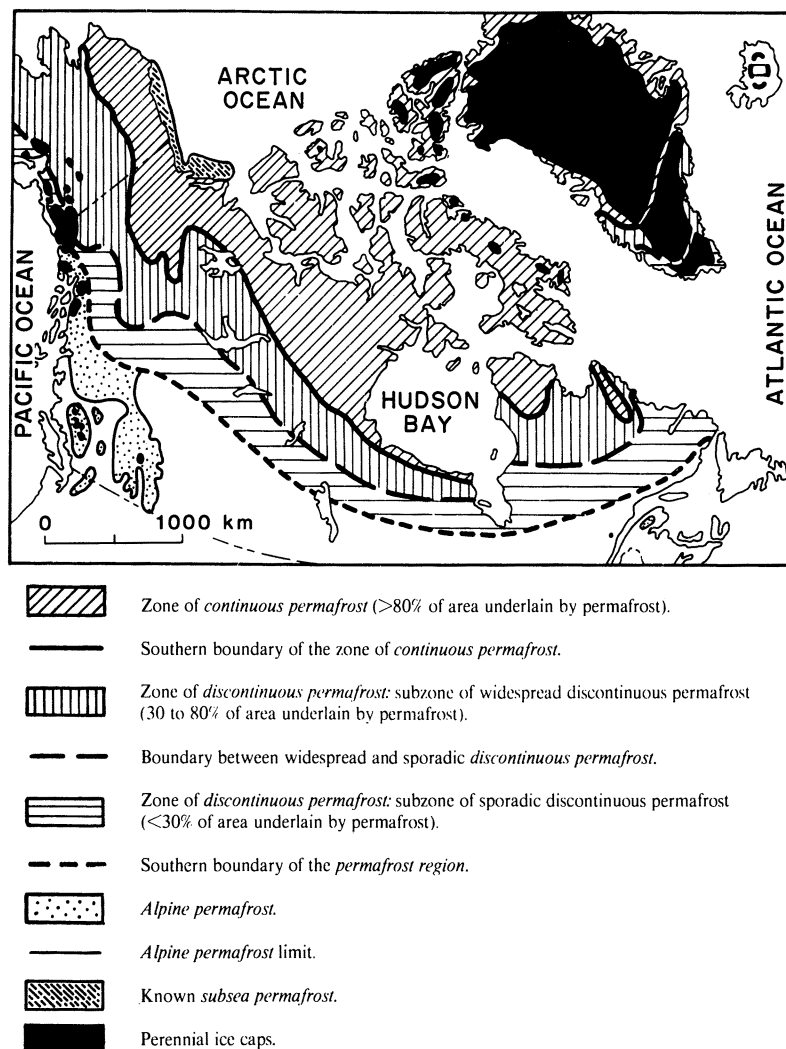 ARCTIC
OCEAN
PACIFIC OCEAN
ATLANTIC OCEAN
HUDSON
BAY
0 1000 km
Zone of continuous permafrost (>80% of area underlain by permafrost).
Southern boundary of the zone of continuous permafrost.
Zone of discontinuous permafrost: subzone of widespread discontinuous permafrost
(30 to 80% of area underlain by permafrost).
Boundary between widespread and sporadic discontinuous permafrost.
Zone of discontinuous permafrost: subzone of sporadic discontinuous permafrost
(<30% of area underlain by permafrost).
Southern boundary of the permafrost region.
Alpine permafrost.
Alpine permafrost limit.
Known subsea permafrost.
Perennial ice caps.